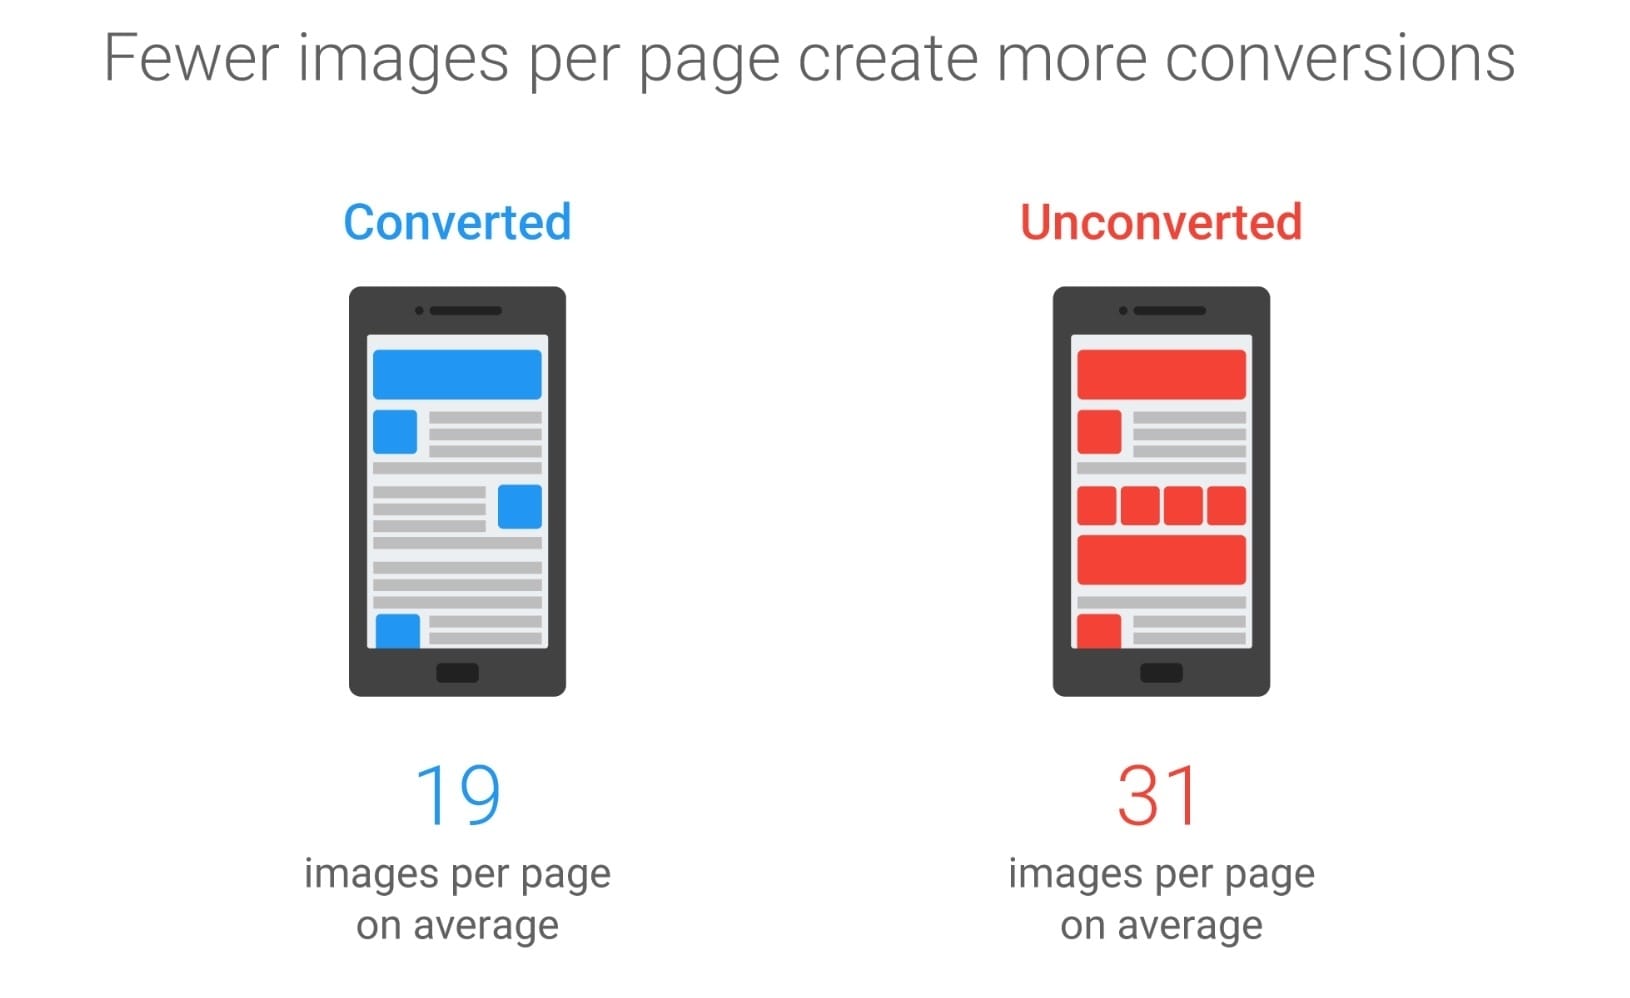 Fewer images per page create more conversions
Converted
Unconverted
19
images per page
on average
31
images per page
on average